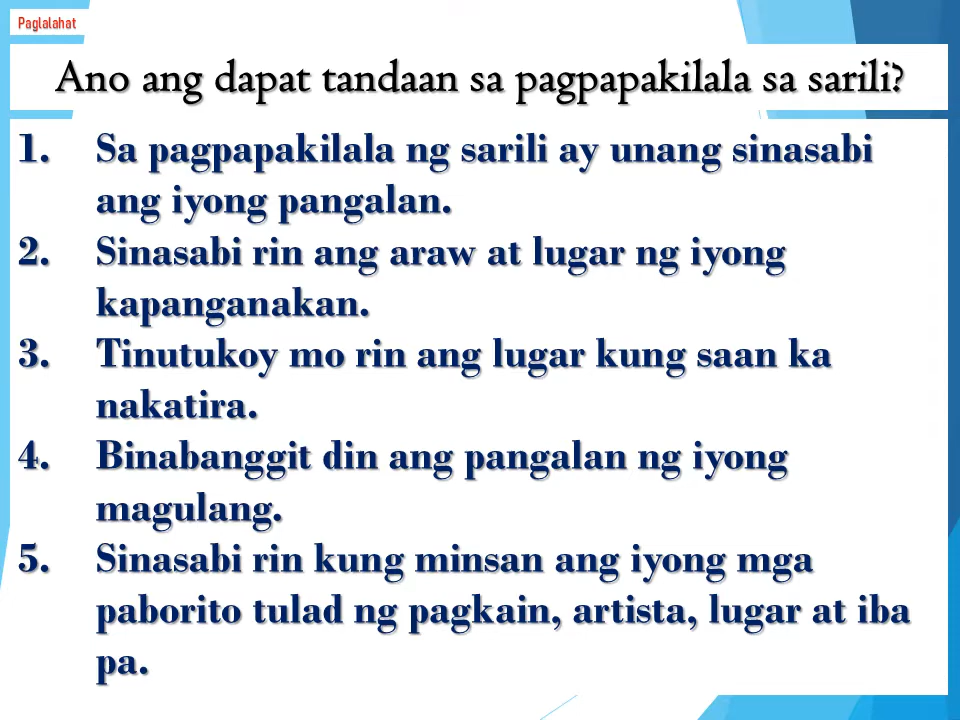 Paglalahat
Ano ang dapat tandaan sa pagpapakilala sa sarili?
1. Sa pagpapakilala ng sarili ay unang sinasabi
ang iyong pangalan.
2. Sinasabi rin ang araw at lugar ng iyong
kapanganakan.
3. Tinutukoy mo rin ang lugar kung saan ka
nakatira.
4. Binabanggit din ang pangalan ng iyong
magulang.
5. Sinasabi rin kung minsan ang iyong mga
paborito tulad ng pagkain, artista, lugar at iba
pa.